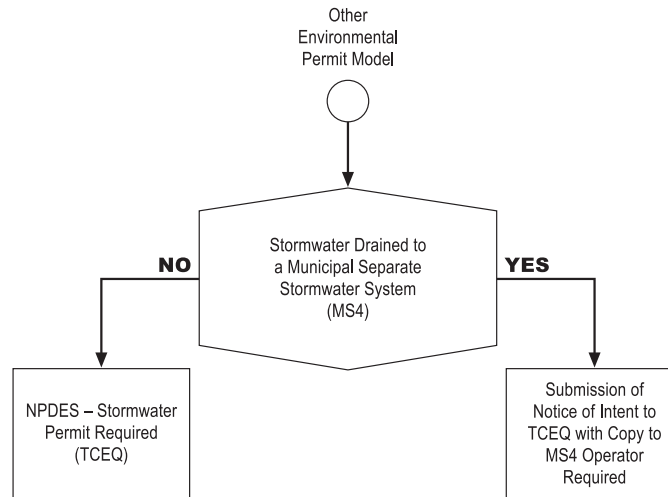 Other
Environmental
Permit Model
Stormwater Drained to
a Municipal Separate
Stormwater System
(MS4)
NO
YES
NPDES – Stormwater
Permit Required
(TCEQ)
Submission of
Notice of Intent to
TCEQ with Copy to
MS4 Operator
Required